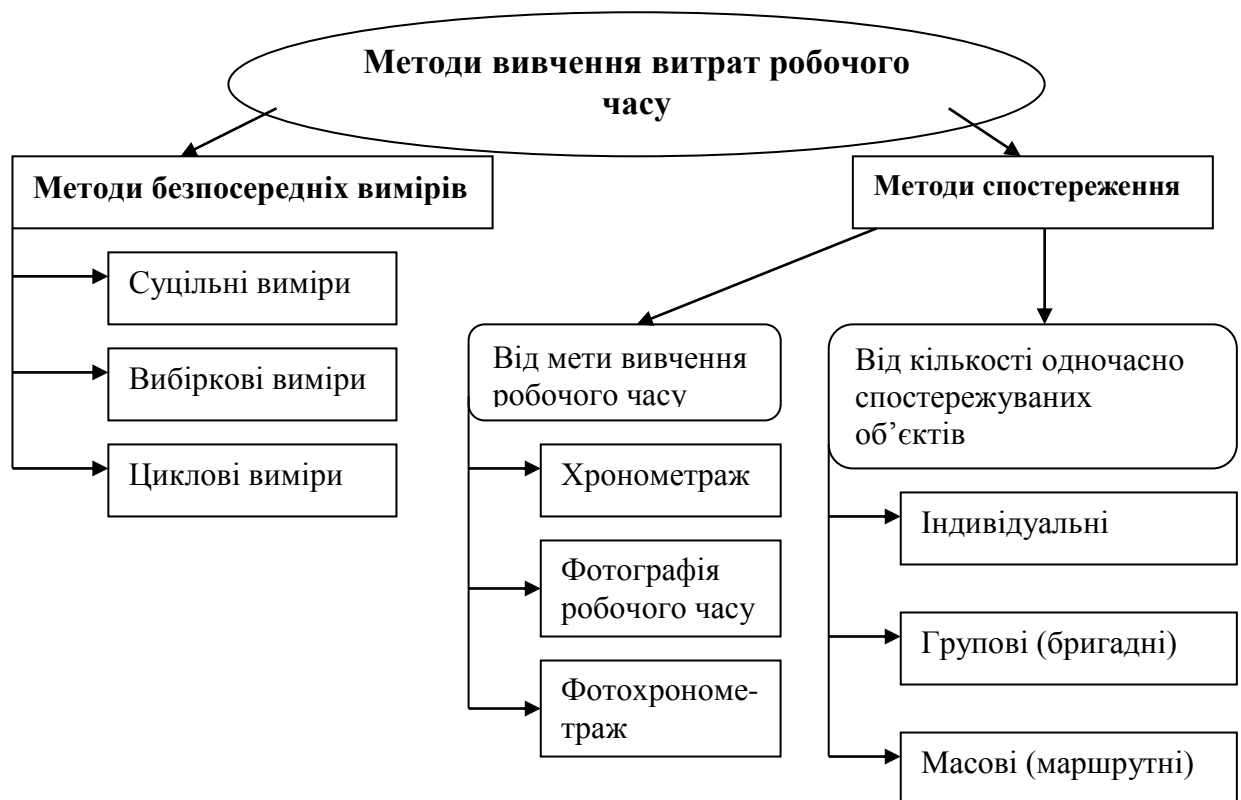 Методи вивчення витрат робочого
часу
Методи безпосередніх вимірів
Суцільні виміри
Вибіркові виміри
Циклові виміри
Методи спостереження
Від мети вивчення
робочого часу
Хронометраж
Фотографія
робочого часу
Фотохрономе-
траж
Від кількості одночасно
спостережуваних
об’єктів
Індивідуальні
Групові (бригадні)
Масові (маршрутні)